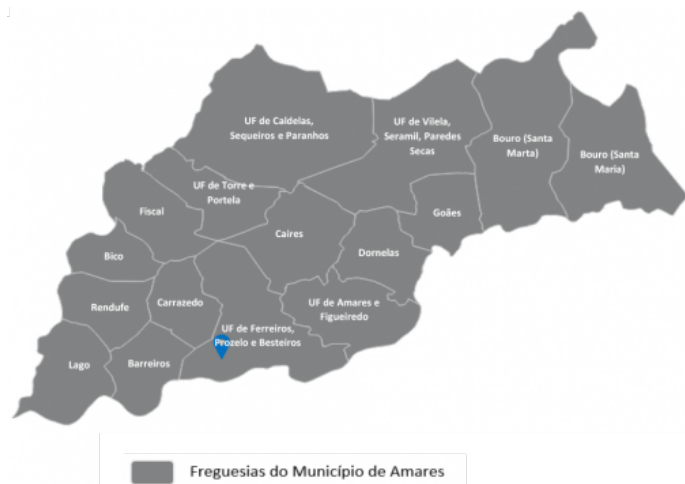 UF de Caldelas,
Sequeiros e Paranhos
UF de Vilela,
Seramil, Paredes
Secas
Bouro (Santa
Marta)
Bouro (Santa
Maria)
UF de Torre e
Portela
Fiscal
Goães
Caires
Dornelas
Bico
Rendufe
Carrazedo
UF de Amares e
Figueiredo
UF de Ferreiros,
Prozelo e Besteiros
Lago
Barreiros
Freguesias do Município de Amares